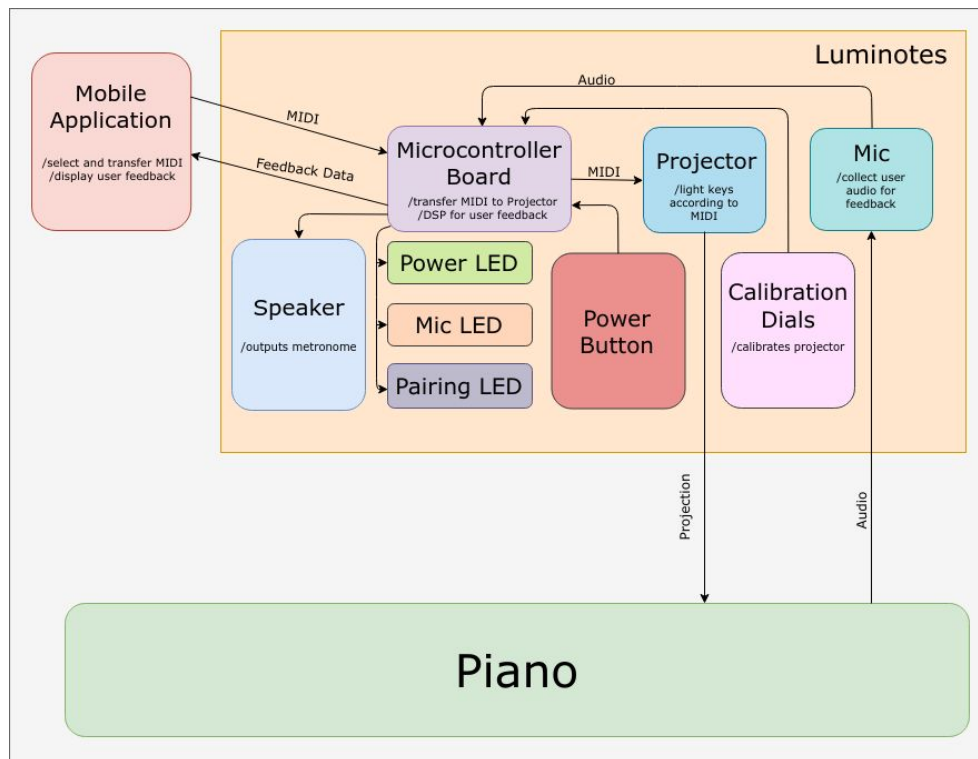 Luminotes
Mobile
Application
/select and transfer MIDI
/display user feedback
MIDI
Feedback Data
Audio
Microcontroller
Board
/transfer MIDI to Projector
/DSP for user feedback
MIDI
Projector
/light keys
according to
MIDI
Mic
/collect user
audio for
feedback
Speaker
/outputs metronome
Power LED
Mic LED
Pairing LED
Power
Button
Calibration
Dials
/calibrates projector
Projection
Audio
Piano